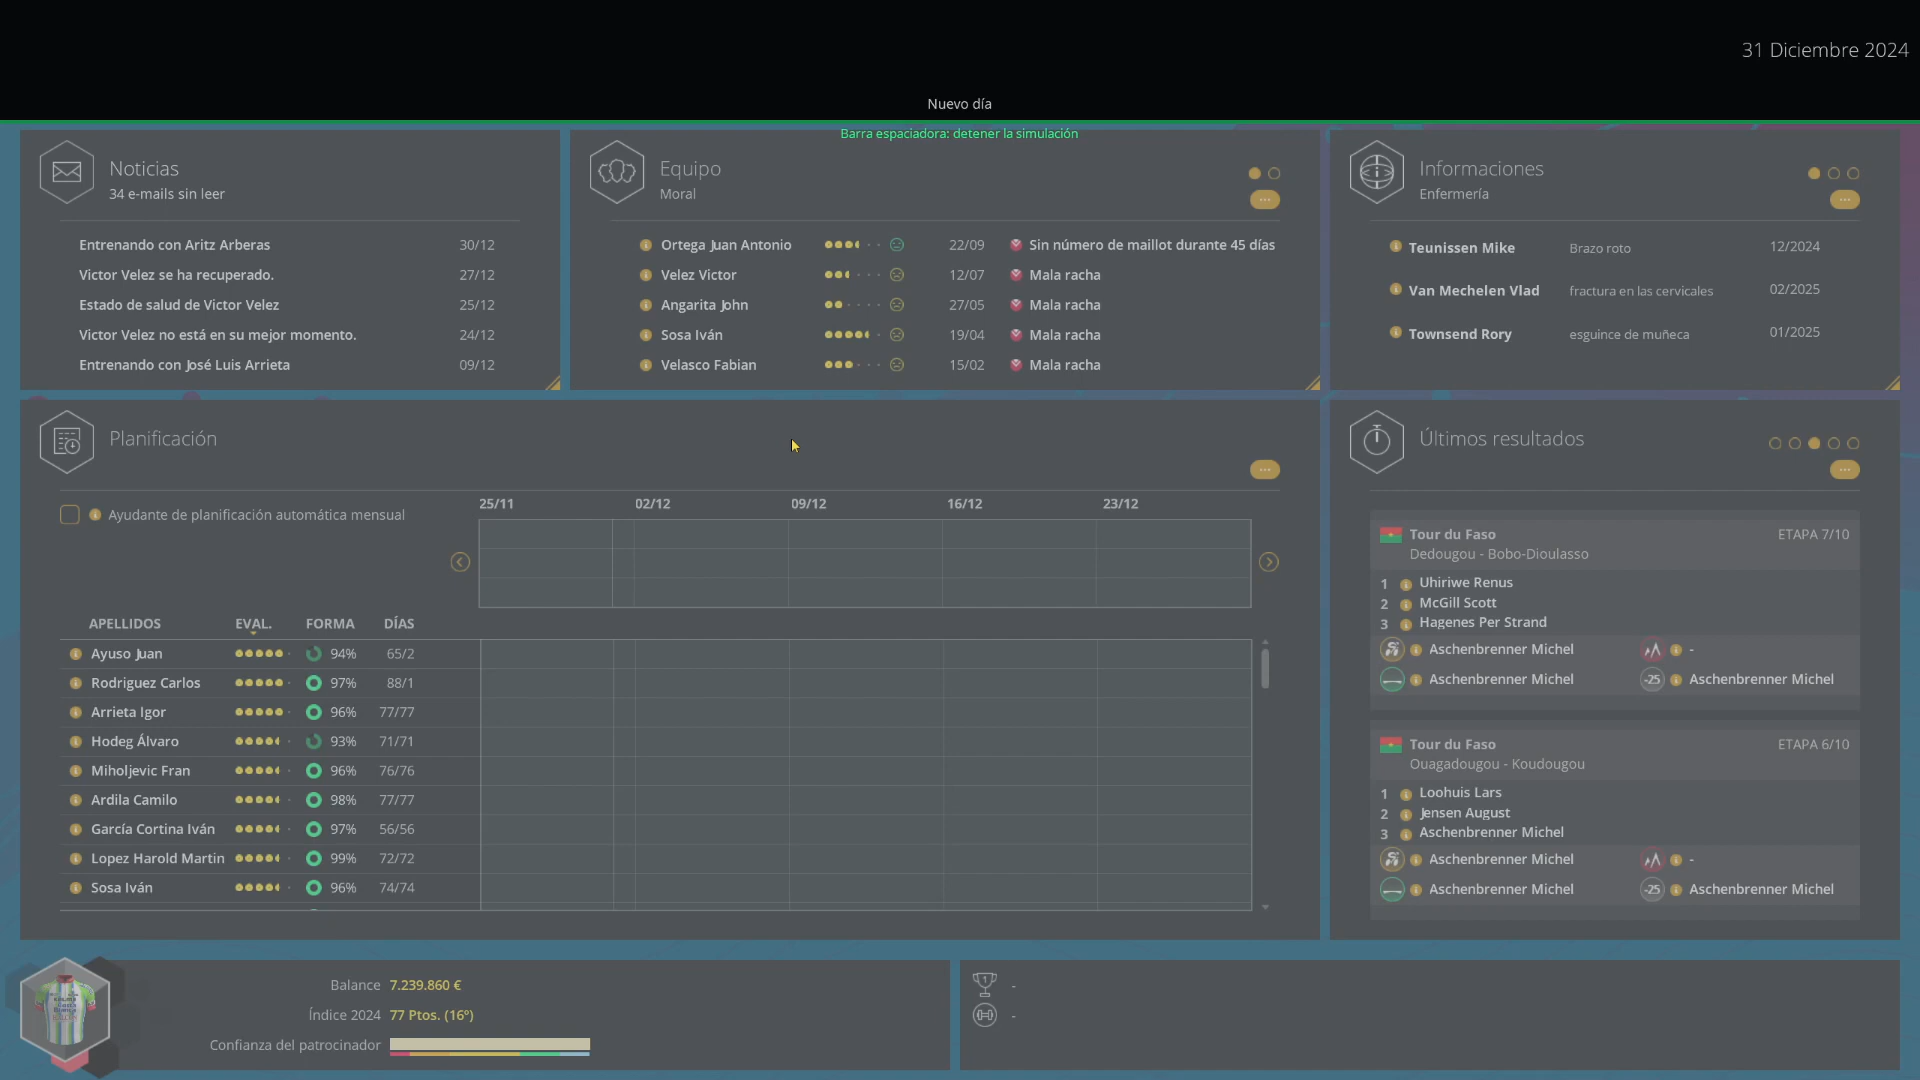 31 Diciembre 2024
Nuevo día
Barra espaciadora: detener la simulación
Noticias
34 e-mails sin leer
Entrenando con Aritz Arberas 30/12
Victor Velez se ha recuperado. 27/12
Estado de salud de Victor Velez 25/12
Victor Velez no está en su mejor momento. 24/12
Entrenando con José Luis Arrieta 09/12
Equipo
Moral
Ortega Juan Antonio 22/09 Sin número de maillot durante 45 días
Velez Victor 12/07 Mala racha
Angarita John 27/05 Mala racha
Sosa Iván 19/04 Mala racha
Velasco Fabian 15/02 Mala racha
Informaciones
Enfermería
Teunissen Mike Brazo roto 12/2024
Van Mechelen Vlad fractura en las cervicales 02/2025
Townsend Rory esguince de muñeca 01/2025
Planificación
Ayudante de planificación automática mensual
25/11 02/12 09/12 16/12 23/12
APELLIDOS EVAL. FORMA DÍAS
Ayuso Juan 94% 65/2
Rodriguez Carlos 97% 88/1
Arrieta Igor 96% 77/77
Hodeg Álvaro 93% 71/71
Miholjevic Fran 96% 76/76
Ardila Camilo 98% 77/77
García Cortina Iván 97% 56/56
Lopez Harold Martin 99% 72/72
Sosa Iván 96% 74/74
Últimos resultados
Tour du Faso ETAPA 7/10
Dedougou - Bobo-Dioulasso
1 Uhiriwe Renus
2 McGill Scott
3 Hagenes Per Strand
Aschenbrenner Michel -
Aschenbrenner Michel -25 Aschenbrenner Michel
Tour du Faso ETAPA 6/10
Ouagadougou - Koudougou
1 Loohuis Lars
2 Jensen August
3 Aschenbrenner Michel
Aschenbrenner Michel -
Aschenbrenner Michel -25 Aschenbrenner Michel
Balance 7.239.860 €
Índice 2024 77 Ptos. (16º)
Confianza del patrocinador
1 -
-